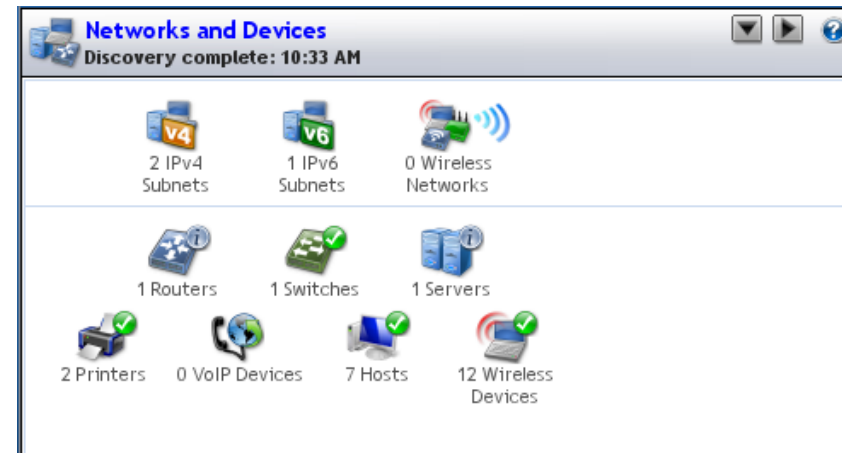 Networks and Devices
Discovery complete: 10:33 AM
v4
v6
2 IPv4
Subnets
1 IPv6
Subnets
0 Wireless
Networks
1 Routers
1 Switches
1 Servers
2 Printers
0 VoIP Devices
7 Hosts
12 Wireless
Devices